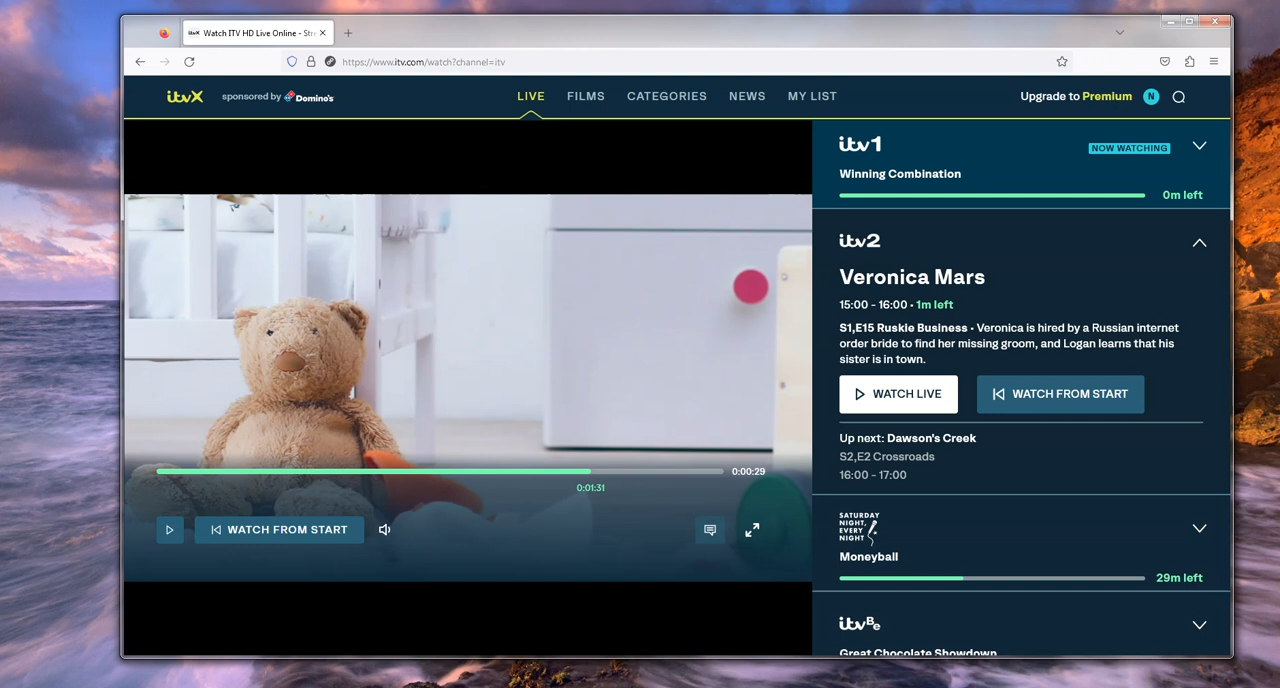 itvX Watch ITV HD Live Online - Stre
https://www.itv.com/watch?channel=itv
itvX sponsored by Domino's LIVE FILMS CATEGORIES NEWS MY LIST Upgrade to Premium N
itv1
NOW WATCHING
Winning Combination
0m left
itv2
Veronica Mars
15:00 - 16:00 • 1m left
S1,E15 Ruskie Business • Veronica is hired by a Russian internet
order bride to find her missing groom, and Logan learns that his
sister is in town.
WATCH LIVE WATCH FROM START
Up next: Dawson's Creek
S2,E2 Crossroads
16:00 - 17:00
SATURDAY
NIGHT,
EVERY
NIGHT
Moneyball
29m left
itvBe
Great Chocolate Showdown
0:00:29
0:01:31
WATCH FROM START